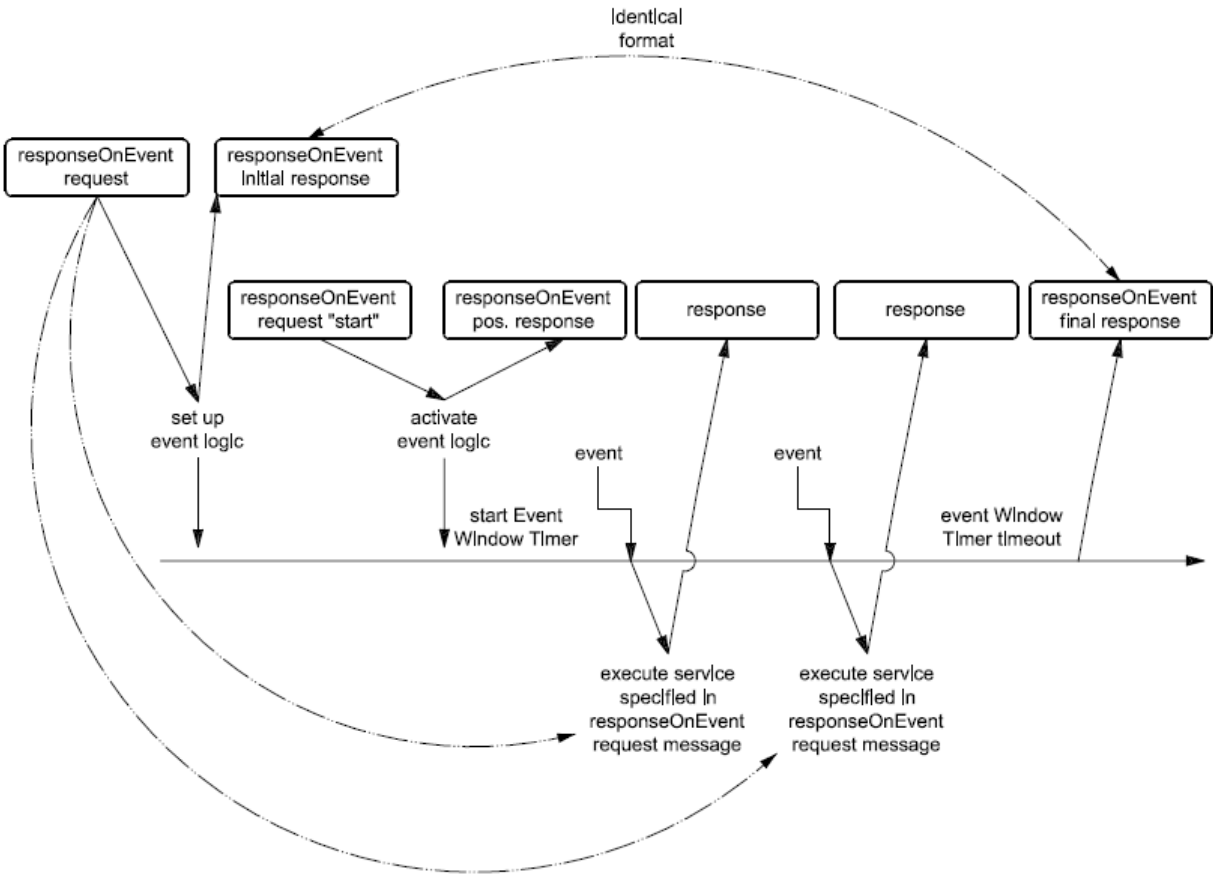 Identical
format
responseOnEvent
request
responseOnEvent
Initial response
responseOnEvent
request "start"
responseOnEvent
pos. response
response
response
responseOnEvent
final response
set up
event logic
activate
event logic
event
event
start Event
Window Timer
event Window
Timer timeout
execute service
specified In
responseOnEvent
request message
execute service
specified In
responseOnEvent
request message